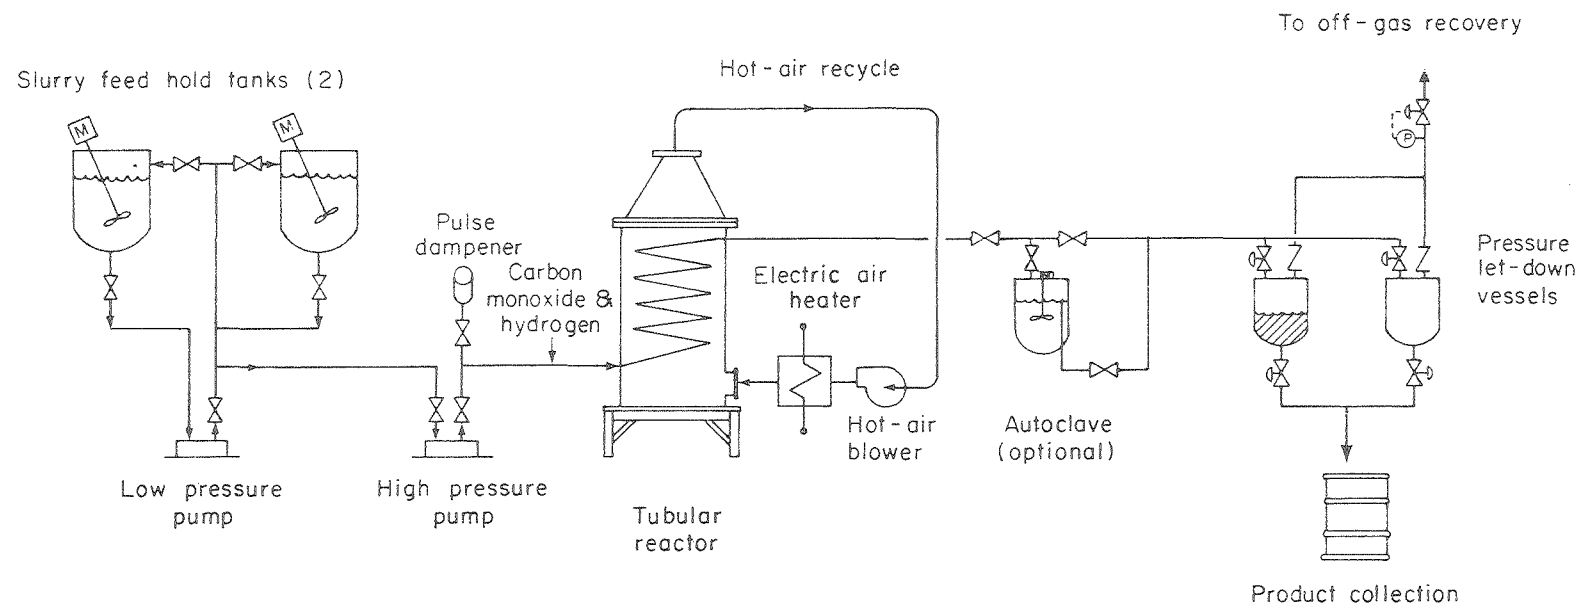 To off-gas recovery
Hot-air recycle
Slurry feed hold tanks (2)
M
M
P
Pulse
dampener
Carbon
monoxide &
hydrogen
Electric air
heater
Pressure
let-down
vessels
Hot-air
blower
Autoclave
(optional)
Low pressure
pump
High pressure
pump
Tubular
reactor
Product collection